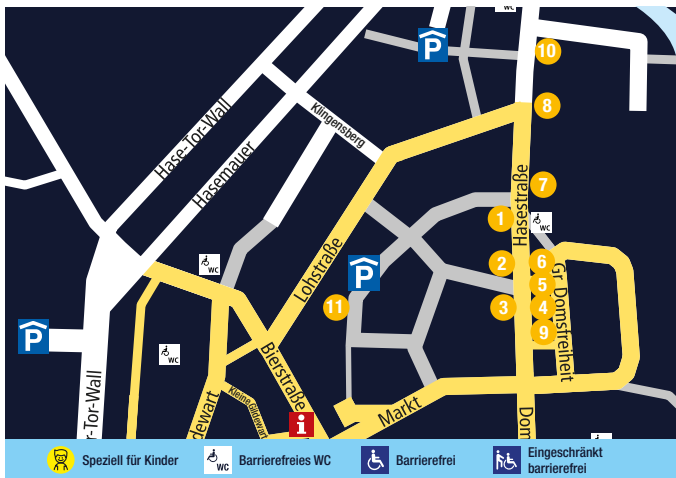 WC
P
10
8
Klingensberg
Hase-Tor-Wall
Hasemauer
7
1
WC
Hasestraße
WC
2
6
P
5
Lohstraße
Gr. Domsfreiheit
11
3
4
9
P
WC
Bierstraße
Kleine Gildewart
r-Tor-Wall
dewart
Markt
Dom
i
Speziell für Kinder
WC
Barrierefreies WC
Barrierefrei
Eingeschränkt
barrierefrei